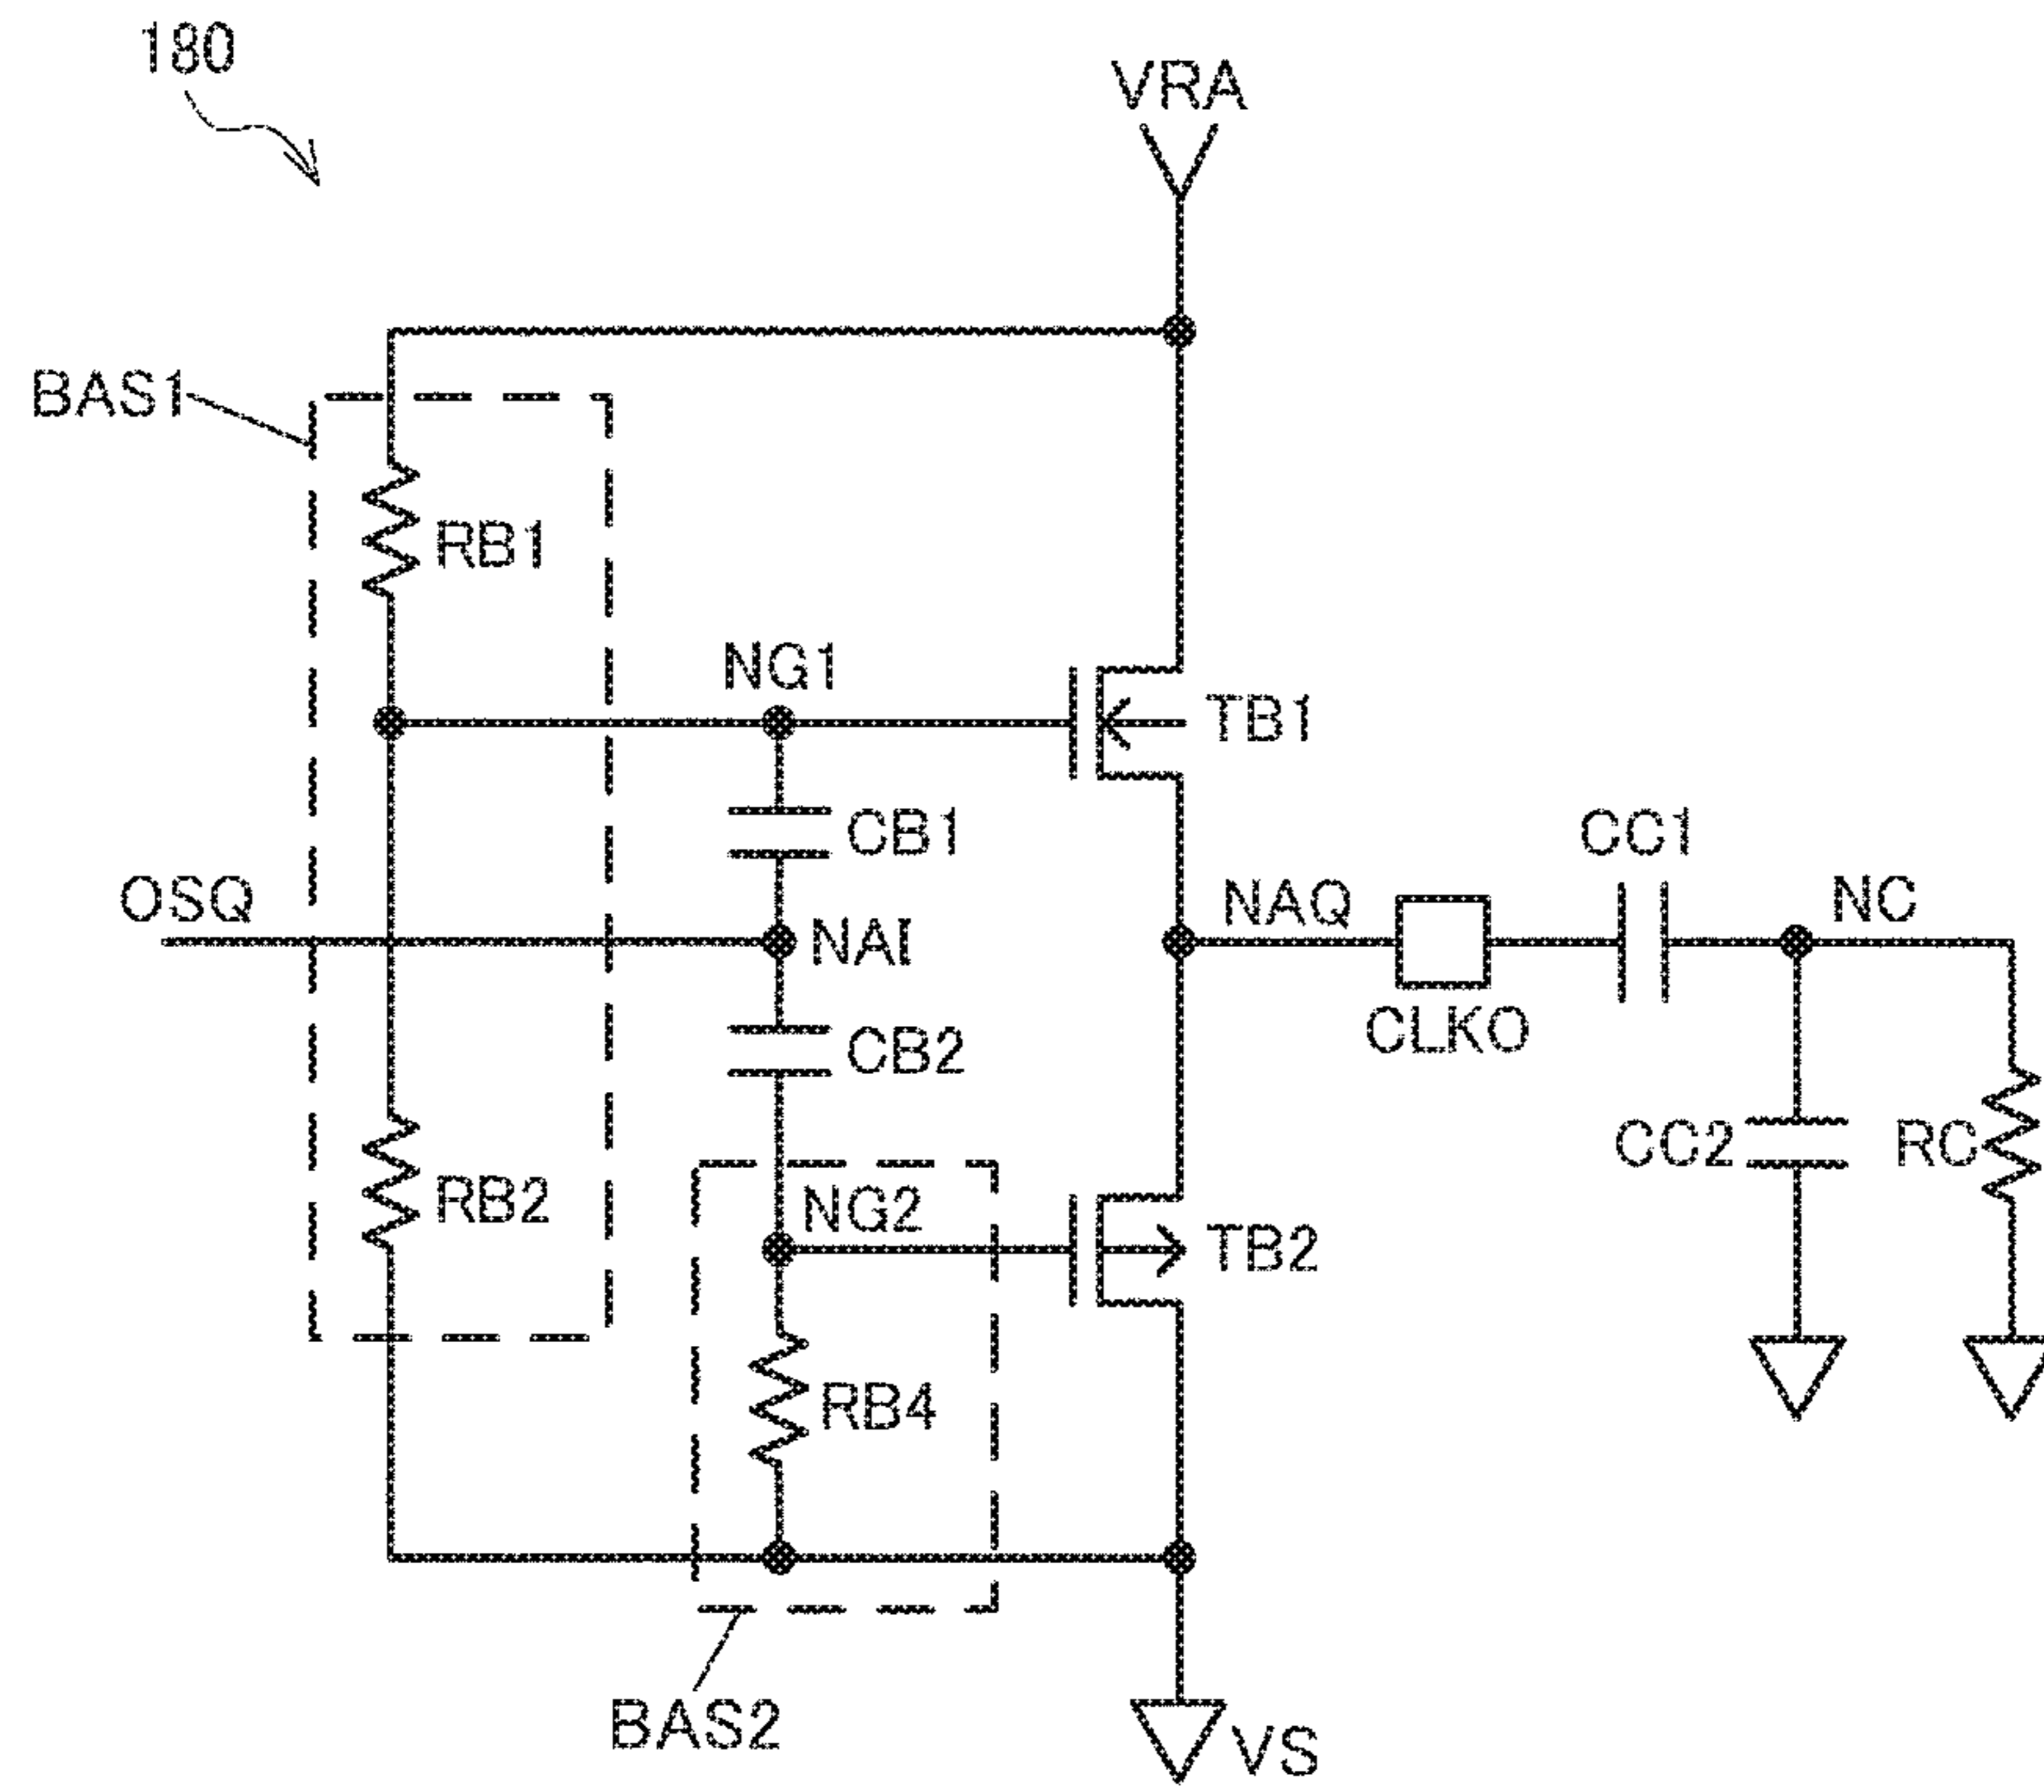 180
VRA
BAS1
RB1
NG1
TB1
CB1
CC1
OSQ
NAI
NAQ
NC
CLKO
CB2
CC2
RC
RB2
NG2
TB2
RB4
BAS2
VS